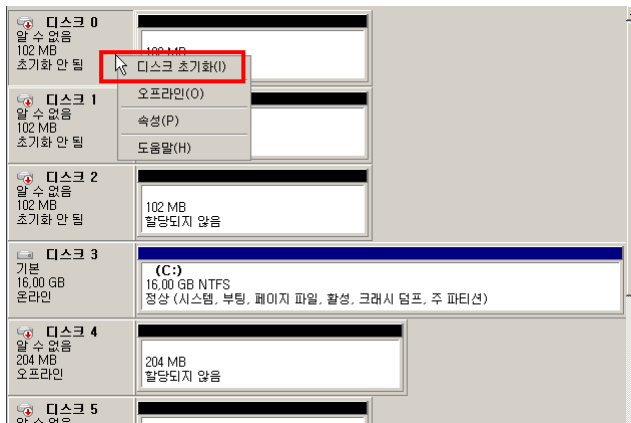 디스크 0
알 수 없음
102 MB
초기화 안 됨
102 MB
디스크 초기화(I)
오프라인(O)
속성(P)
도움말(H)
디스크 1
알 수 없음
102 MB
초기화 안 됨
디스크 2
알 수 없음
102 MB
초기화 안 됨
102 MB
할당되지 않음
디스크 3
기본
16,00 GB
온라인
(C:)
16,00 GB NTFS
정상 (시스템, 부팅, 페이지 파일, 활성, 크래시 덤프, 주 파티션)
디스크 4
알 수 없음
204 MB
오프라인
204 MB
할당되지 않음
디스크 5
알 수 없음